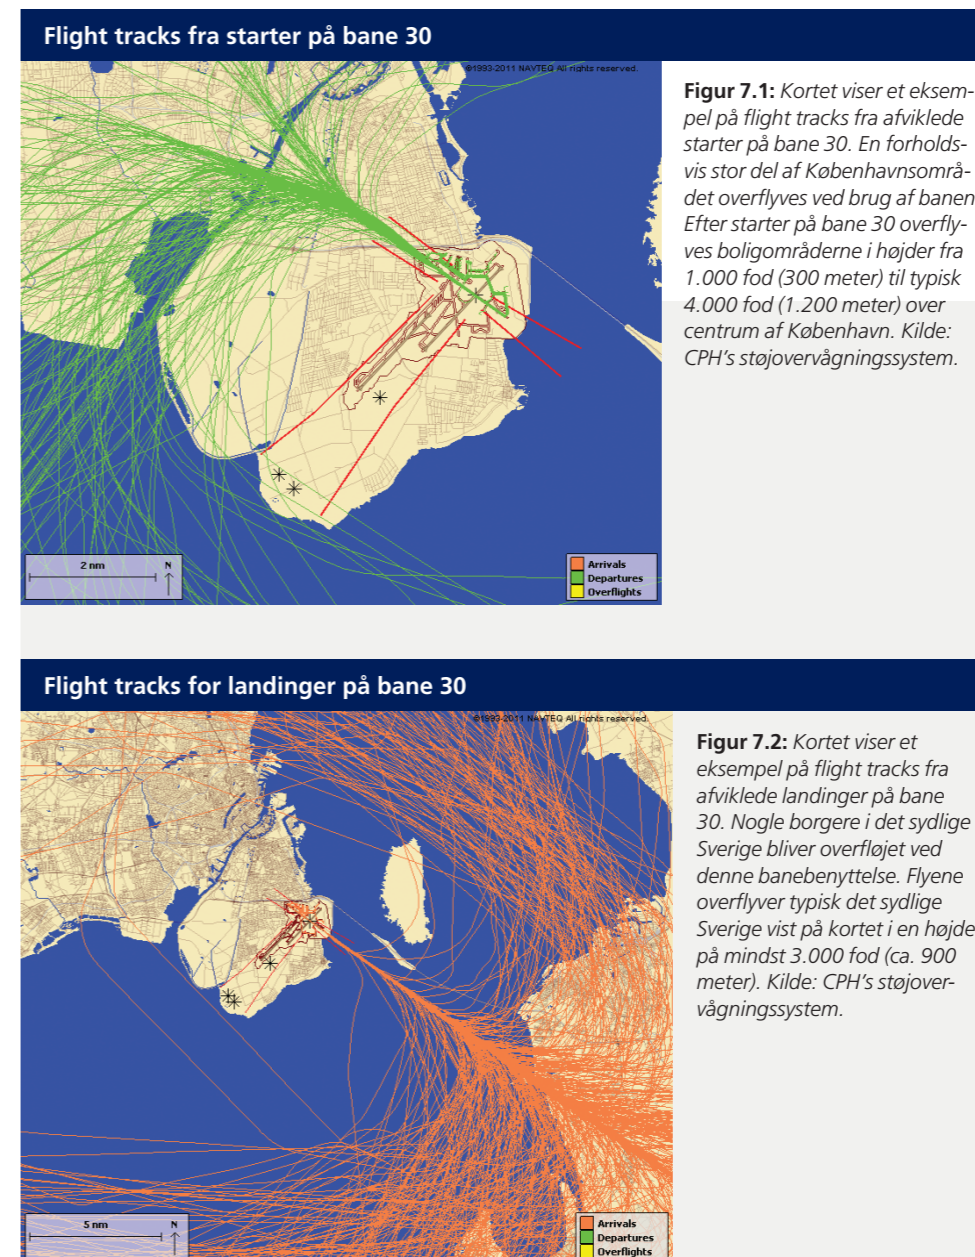 Flight tracks fra starter på bane 30
©1993-2011 NAVTEQ All rights reserved.
2 nm
N
Arrivals
Departures
Overflights
Figur 7.1: Kortet viser et eksem-
pel på flight tracks fra afviklede
starter på bane 30. En forholds-
vis stor del af Københavnsområ-
det overflyves ved brug af banen
Efter starter på bane 30 overfly-
ves boligområderne i højder fra
1.000 fod (300 meter) til typisk
4.000 fod (1.200 meter) over
centrum af København. Kilde:
CPH's støjovervågningssystem.
Flight tracks for landinger på bane 30
©1993-2011 NAVTEQ All rights reserved.
5 nm
N
Arrivals
Departures
Overflights
Figur 7.2: Kortet viser et
eksempel på flight tracks fra
afviklede landinger på bane
30. Nogle borgere i det sydlige
Sverige bliver overfløjet ved
denne banebenyttelse. Flyene
overflyver typisk det sydlige
Sverige vist på kortet i en højde
på mindst 3.000 fod (ca. 900
meter). Kilde: CPH's støjover-
vågningssystem.